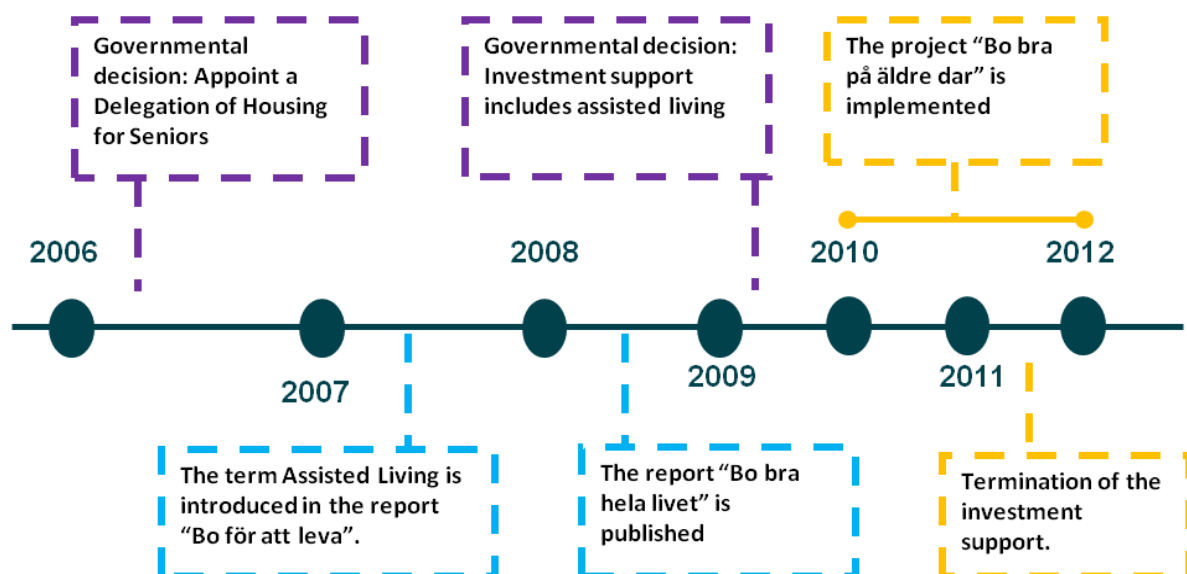 Governmental
decision: Appoint a
Delegation of Housing
for Seniors
Governmental decision:
Investment support
includes assisted living
The project “Bo bra
på äldre dar” is
implemented
2006
2008
2010
2012
2007
2009
2011
The term Assisted Living is
introduced in the report
“Bo för att leva”.
The report “Bo bra
hela livet” is
published
Termination of the
investment
support.